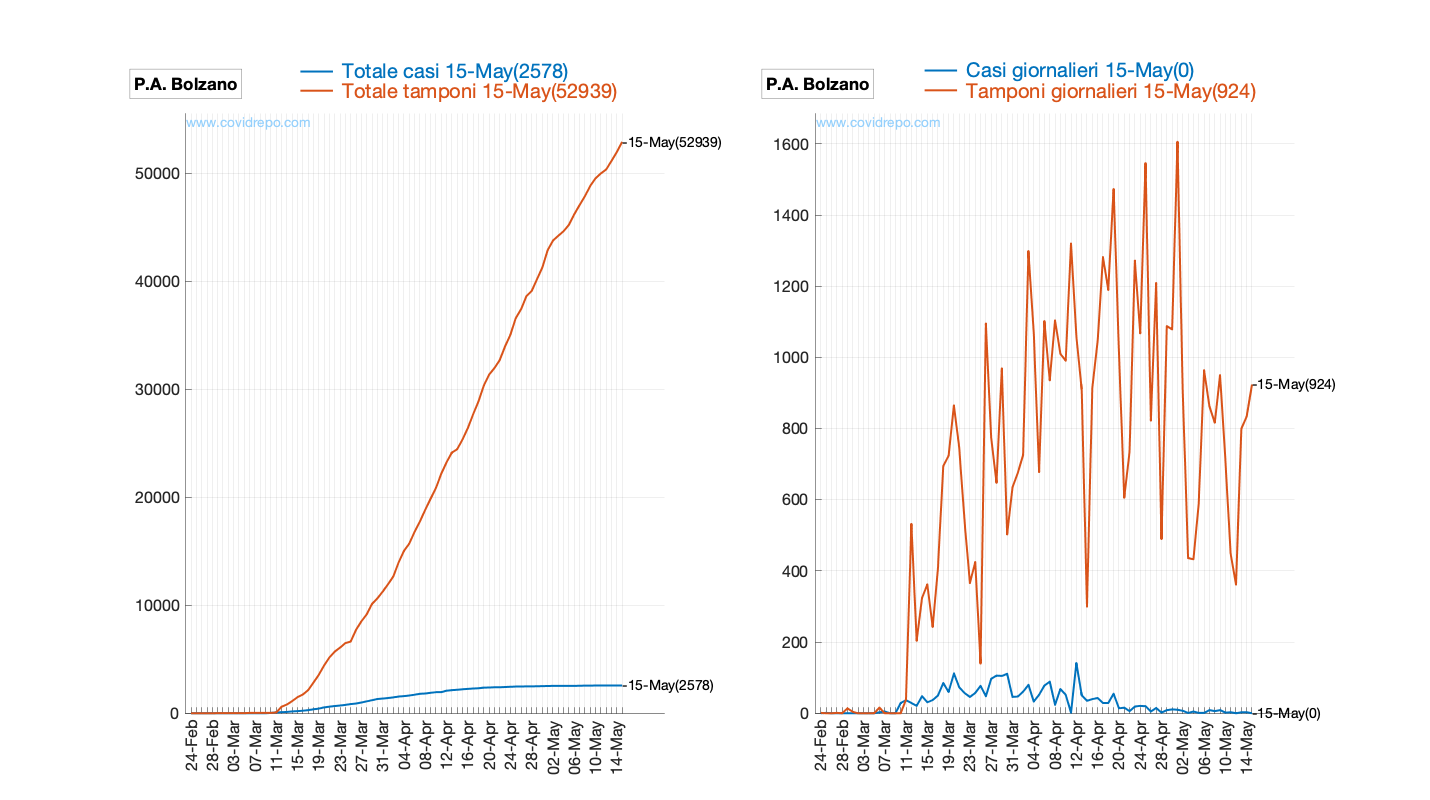 P.A. Bolzano
Totale casi 15-May(2578)
Totale tamponi 15-May(52939)
www.covidrepo.com
15-May(52939)
50000
40000
30000
20000
10000
15-May(2578)
0
24-Feb
28-Feb
03-Mar
07-Mar
11-Mar
15-Mar
19-Mar
23-Mar
27-Mar
31-Mar
04-Apr
08-Apr
12-Apr
16-Apr
20-Apr
24-Apr
28-Apr
02-May
06-May
10-May
14-May
P.A. Bolzano
Casi giornalieri 15-May(0)
Tamponi giornalieri 15-May(924)
www.covidrepo.com
1600
1400
1200
1000
15-May(924)
800
600
400
200
0
15-May(0)
24-Feb
28-Feb
03-Mar
07-Mar
11-Mar
15-Mar
19-Mar
23-Mar
27-Mar
31-Mar
04-Apr
08-Apr
12-Apr
16-Apr
20-Apr
24-Apr
28-Apr
02-May
06-May
10-May
14-May